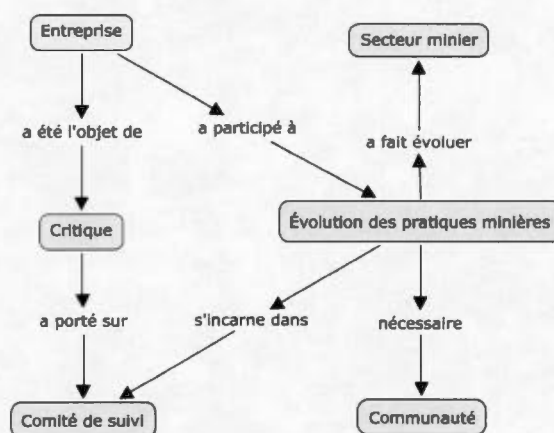 Entreprise
Secteur minier
a été l'objet de
a participé à
a fait évoluer
Critique
Évolution des pratiques minières
a porté sur
s'incarne dans
nécessaire
Comité de suivi
Communauté